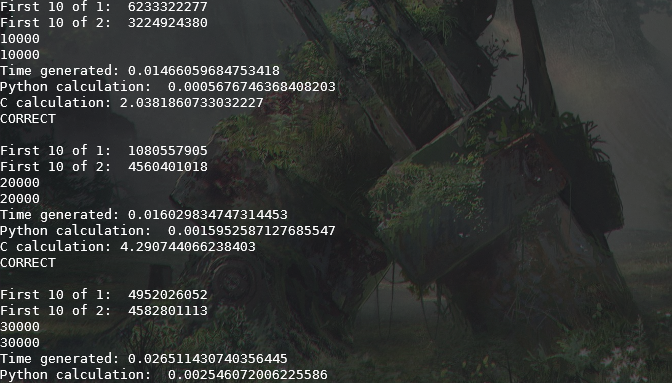 First 10 of 1:  6233322277
First 10 of 2:  3224924380
10000
10000
Time generated: 0.01466059684753418
Python calculation:  0.0005676746368408203
C calculation: 2.0381860733032227
CORRECT
First 10 of 1:  1080557905
First 10 of 2:  4560401018
20000
20000
Time generated: 0.016029834747314453
Python calculation:  0.0015952587127685547
C calculation: 4.290744066238403
CORRECT
First 10 of 1:  4952026052
First 10 of 2:  4582801113
30000
30000
Time generated: 0.026511430740356445
Python calculation:  0.002546072006225586